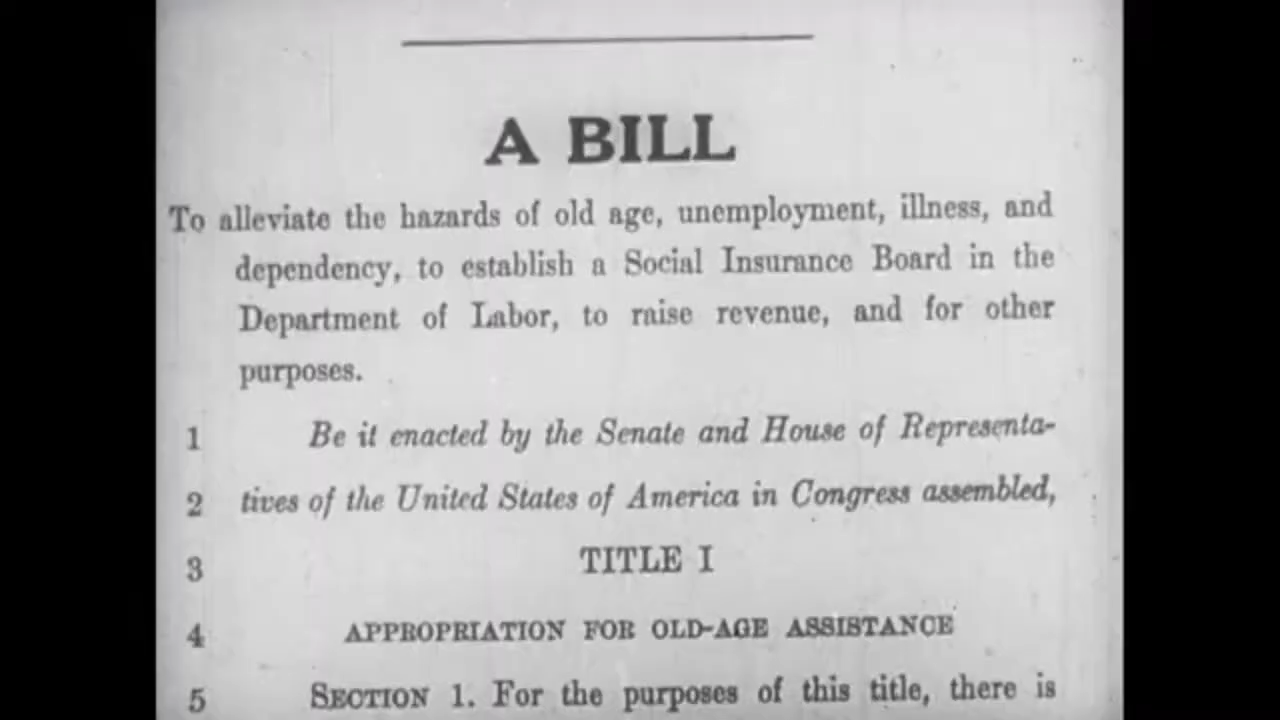 A BILL
To alleviate the hazards of old age, unemployment, illness, and
dependency, to establish a Social Insurance Board in the
Department of Labor, to raise revenue, and for other
purposes.
1 Be it enacted by the Senate and House of Representa-
2 tives of the United States of America in Congress assembled,
3 TITLE I
4 APPROPRIATION FOR OLD-AGE ASSISTANCE
5 SECTION 1. For the purposes of this title, there is